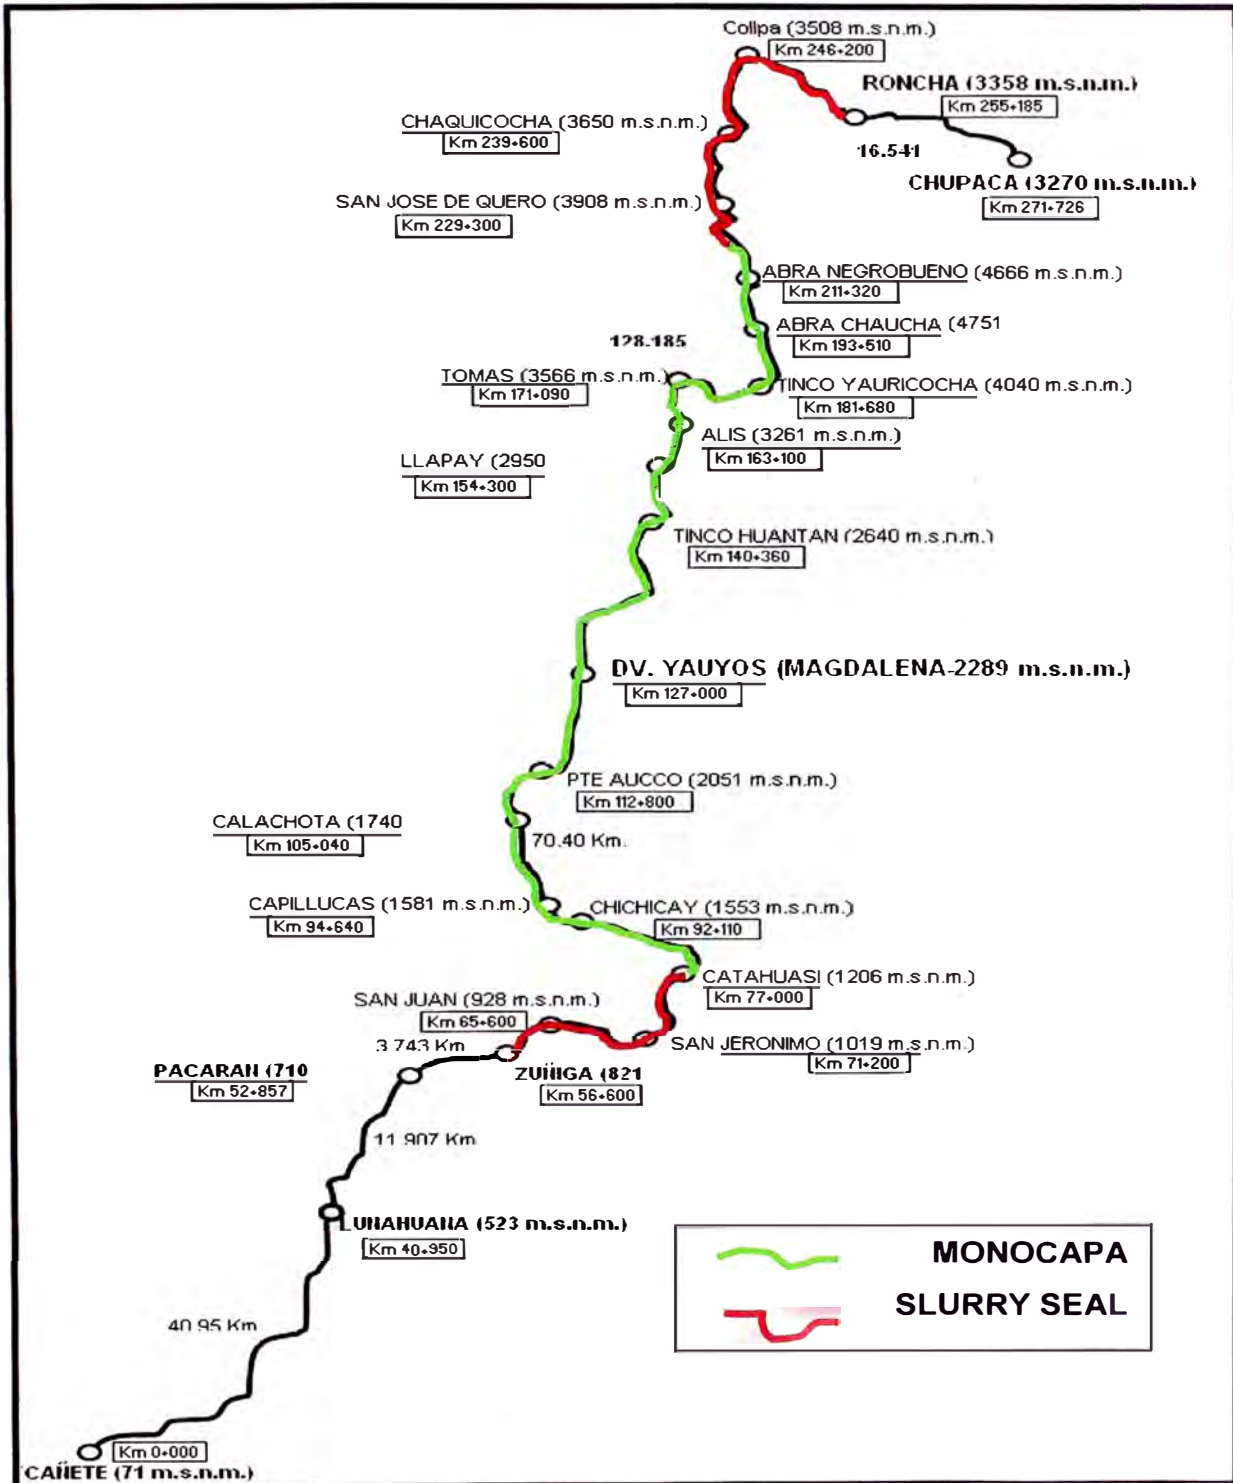 Collpa (3508 m.s.n.m.)
Km 246+200
RONCHA (3358 m.s.n.m.)
Km 255+185
CHAQUICOCHA (3650 m.s.n.m.)
Km 239+600
16.541
CHUPACA (3270 m.s.n.m.)
Km 271+726
SAN JOSE DE QUERO (3908 m.s.n.m.)
Km 229+300
ABRA NEGROBUENO (4666 m.s.n.m.)
Km 211+320
ABRA CHAUCHA (4751
Km 193+510
128.185
TOMAS (3566 m.s.n.m.)
Km 171+090
TINCO YAURICOCHA (4040 m.s.n.m.)
Km 181+680
ALIS (3261 m.s.n.m.)
Km 163+100
LLAPAY (2950
Km 154+300
TINCO HUANTAN (2640 m.s.n.m.)
Km 140+360
DV. YAUYOS (MAGDALENA-2289 m.s.n.m.)
Km 127+000
PTE AUCCO (2051 m.s.n.m.)
Km 112+800
CALACHOTA (1740
Km 105+040
70.40 Km.
CAPILLUCAS (1581 m.s.n.m.)
Km 94+640
CHICHICAY (1553 m.s.n.m.)
Km 92+110
CATAHUASI (1206 m.s.n.m.)
Km 77+000
SAN JUAN (928 m.s.n.m.)
Km 65+600
SAN JERONIMO (1019 m.s.n.m.)
Km 71+200
3.743 Km
PACARAN (710
Km 52+857
ZUÑIGA (821
Km 56+600
11.907 Km
LUNAHUANA (523 m.s.n.m.)
Km 40+950
MONOCAPA
SLURRY SEAL
40.95 Km
Km 0+000
CAÑETE (71 m.s.n.m.)